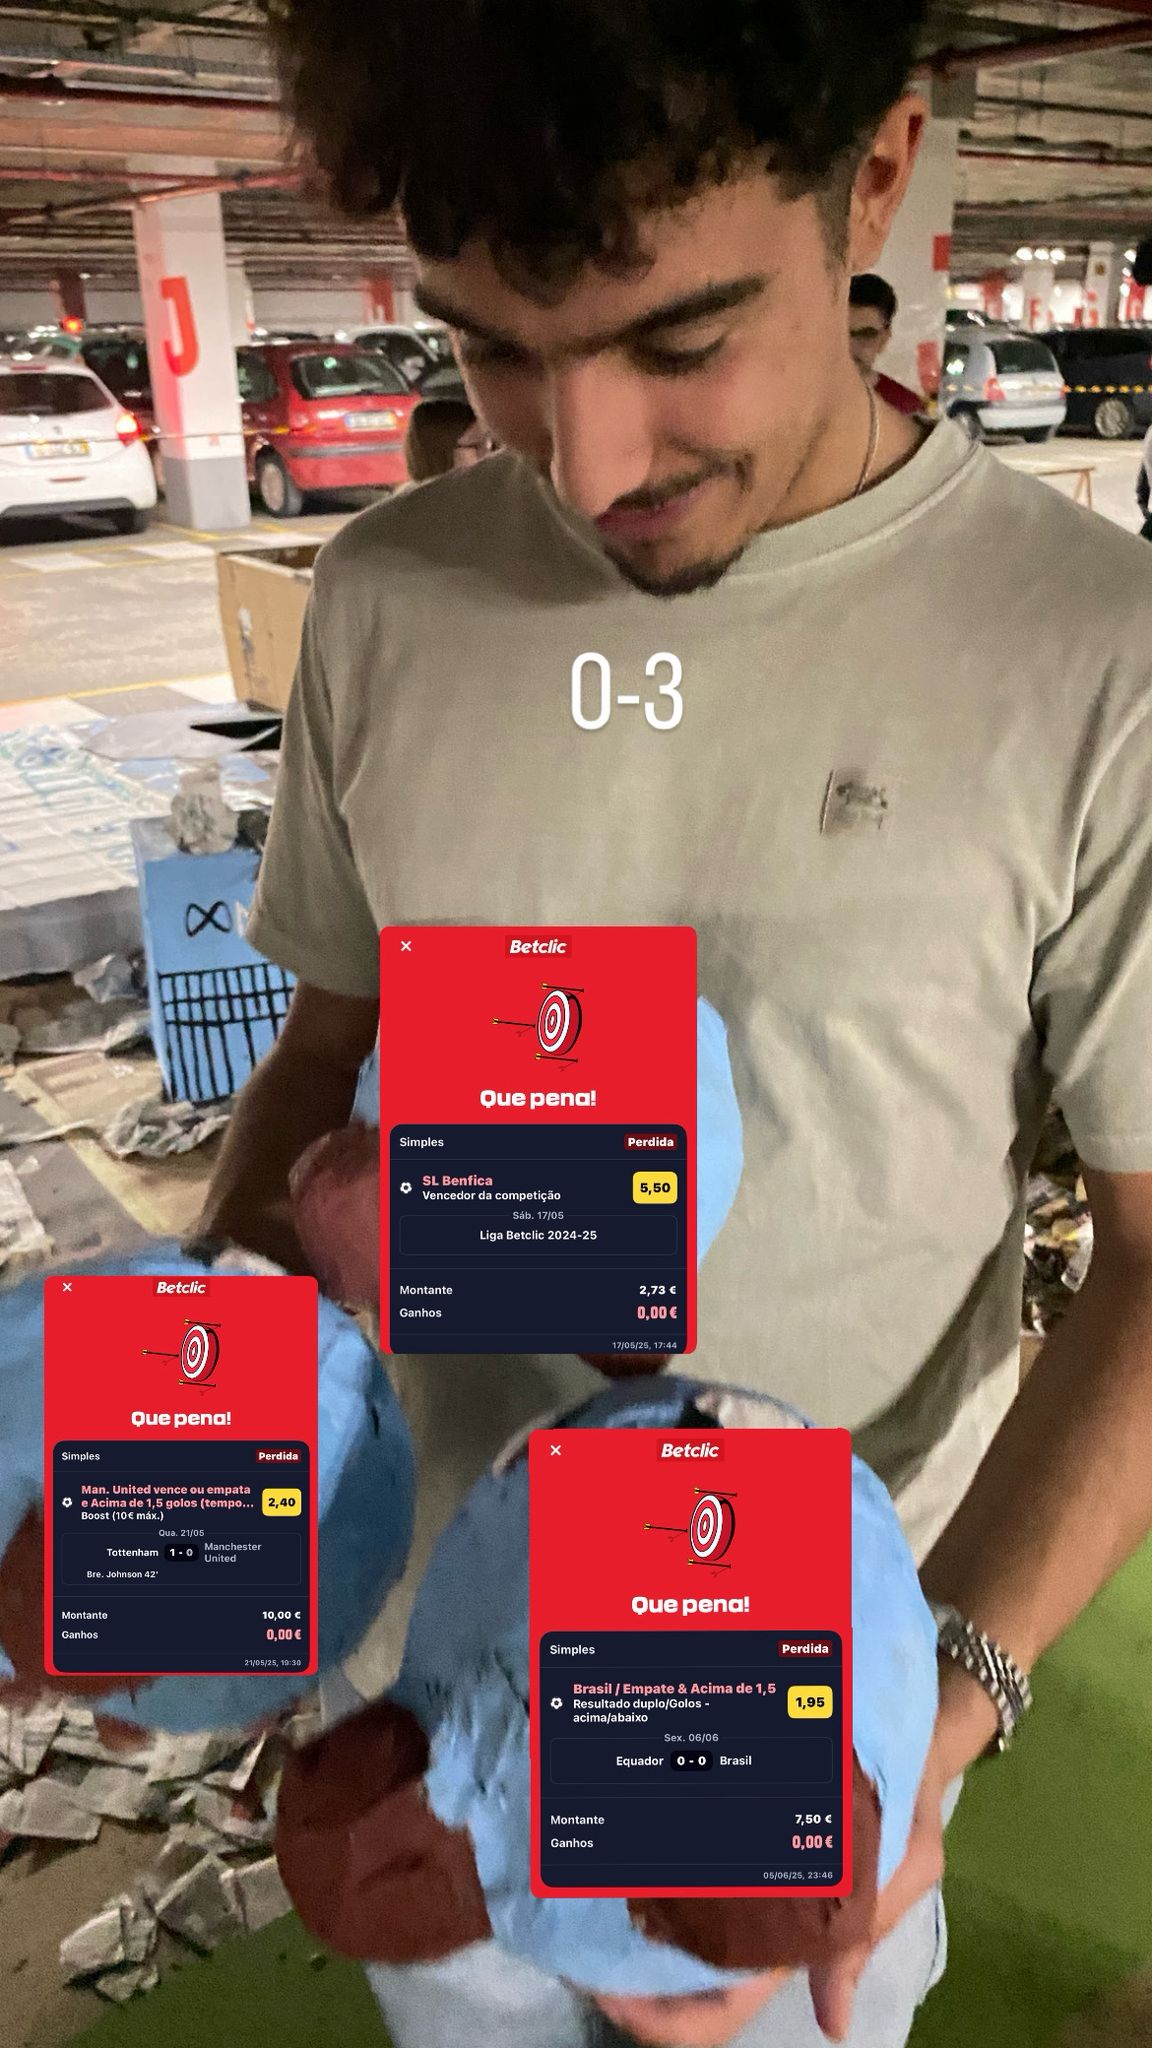 J
0-3
Betclic
Que pena!
Simples
Perdida
SL Benfica
5,50
Vencedor da competição
Sáb. 17/05
Liga Betclic 2024-25
Montante
2,73 €
Ganhos
0,00 €
17/05/25, 17:44
Betclic
Que pena!
Simples
Perdida
Man. United vence ou empata
e Acima de 1,5 golos (tempo...
2,40
Boost (10€ máx.)
Qua. 21/05
Tottenham 1 - 0 Manchester
United
Bre. Johnson 42'
Montante
10,00 €
Ganhos
0,00 €
21/05/25, 19:30
Betclic
Que pena!
Simples
Perdida
Brasil / Empate & Acima de 1,5
1,95
Resultado duplo/Golos -
acima/abaixo
Sex. 06/06
Equador 0 - 0 Brasil
Montante
7,50 €
Ganhos
0,00 €
05/06/25, 23:46